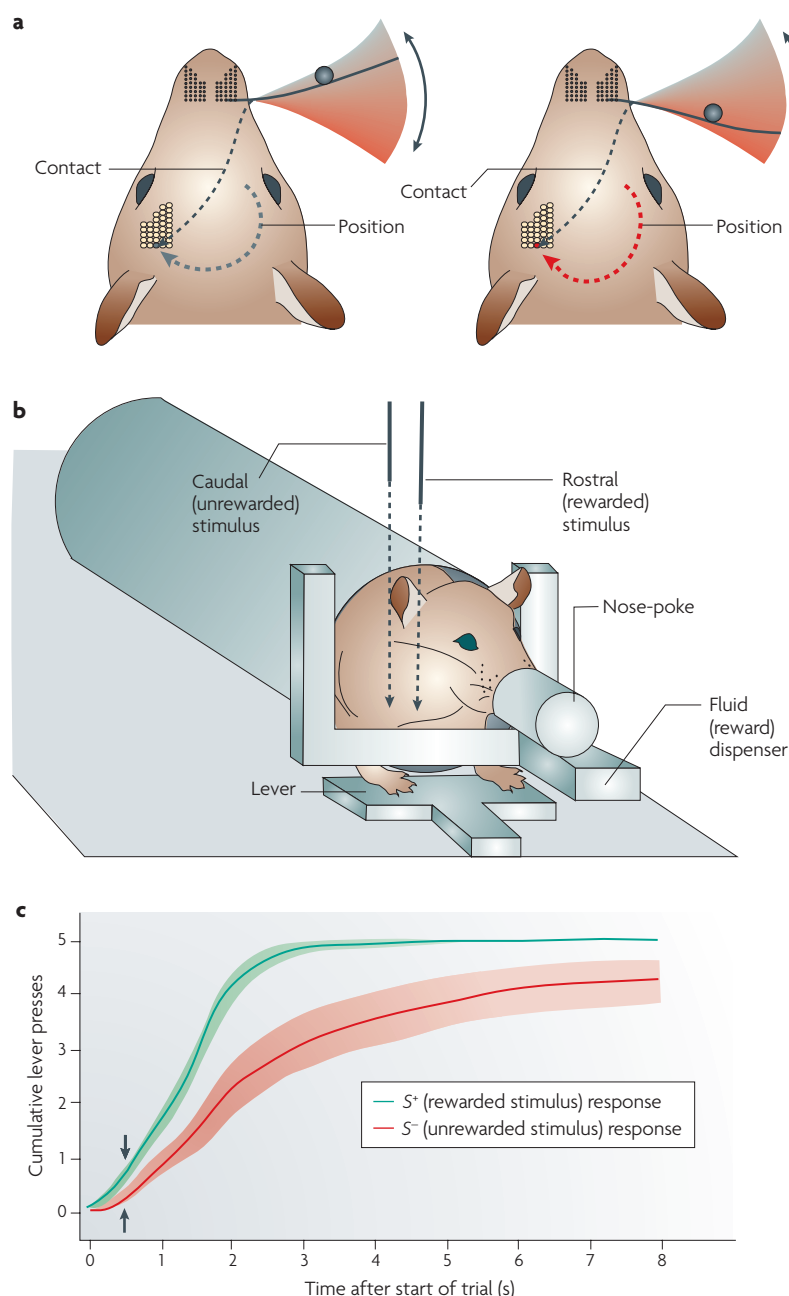 a
Contact
Position
Contact
Position
b
Caudal
(unrewarded)
stimulus
Rostral
(rewarded)
stimulus
Nose-poke
Fluid
(reward)
dispenser
Lever
c
Cumulative lever presses
5
4
3
2
1
0
S⁺ (rewarded stimulus) response
S⁻ (unrewarded stimulus) response
0 1 2 3 4 5 6 7 8
Time after start of trial (s)